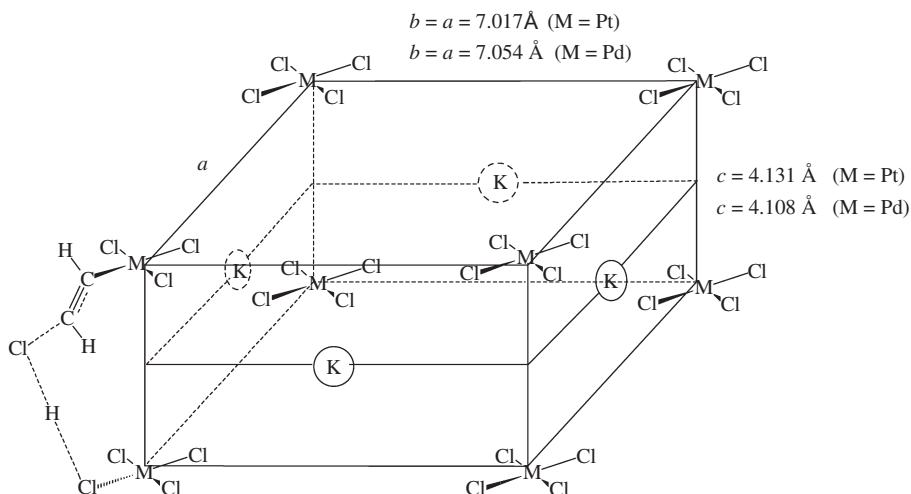 b = a = 7.017Å (M = Pt)
b = a = 7.054 Å (M = Pd)
Cl Cl Cl Cl
M M
Cl Cl Cl Cl
a
K
c = 4.131 Å (M = Pt)
c = 4.108 Å (M = Pd)
H Cl Cl Cl Cl
M M
C Cl K Cl Cl Cl Cl Cl K Cl Cl
M M
C Cl Cl Cl Cl
H
Cl
K
H
Cl Cl Cl Cl
M M
Cl Cl Cl Cl